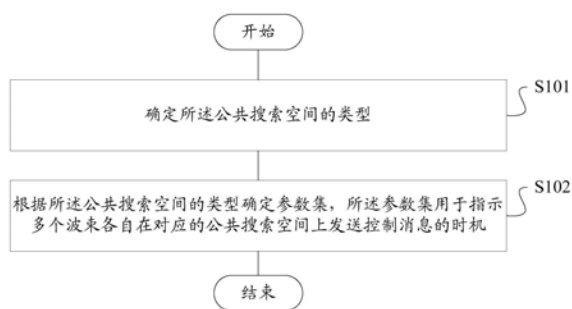 开始
S101
确定所述公共搜索空间的类型
S102
根据所述公共搜索空间的类型确定参数集，所述参数集用于指示
多个波束各自在对应的公共搜索空间上发送控制消息的时机
结束